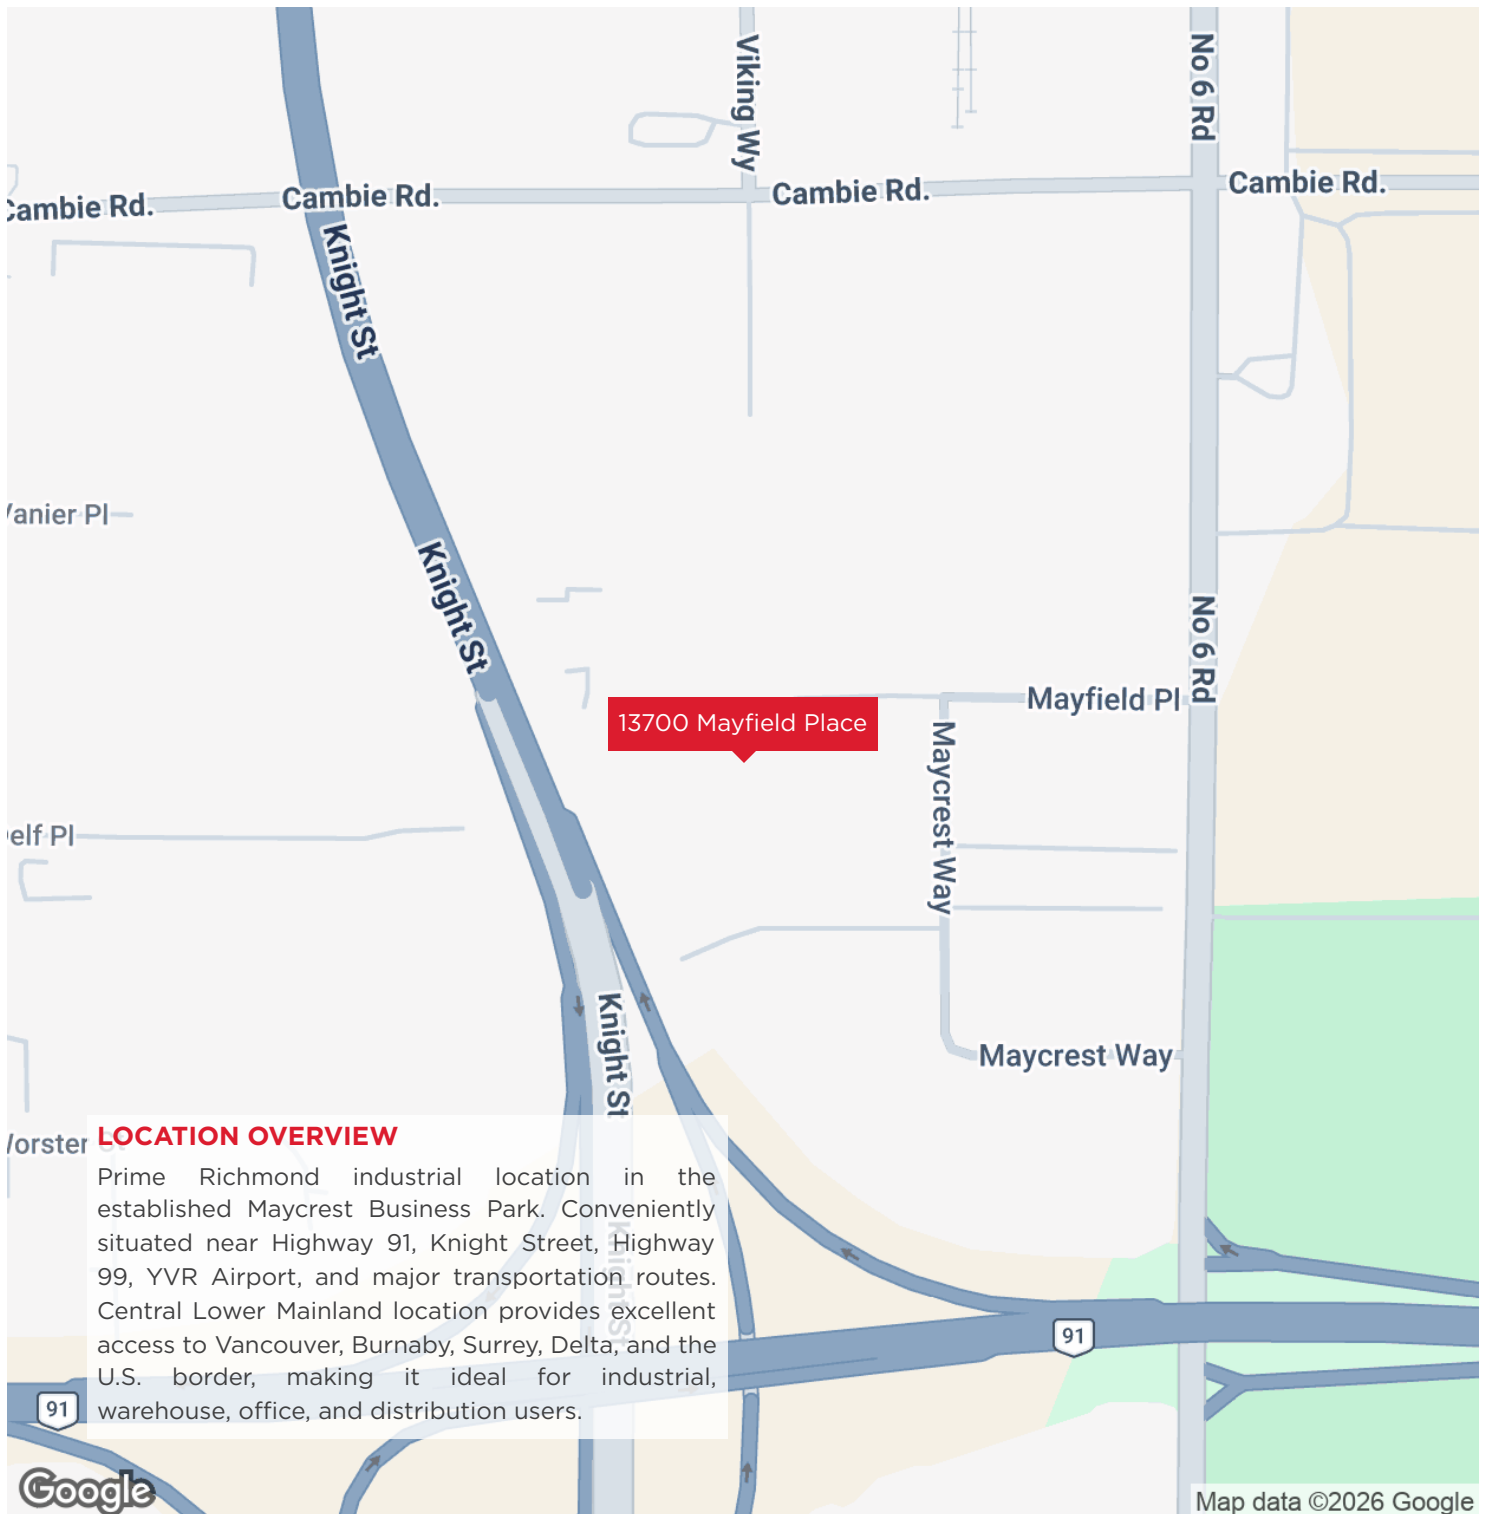 Viking Wy
No 6 Rd
Cambie Rd.
Cambie Rd.
Cambie Rd.
Cambie Rd.
Knight St
Vanier Pl
Knight St
No 6 Rd
Mayfield Pl
13700 Mayfield Place
Maycrest Way
elf Pl
Knight St
Maycrest Way
LOCATION OVERVIEW
Prime Richmond industrial location in the
established Maycrest Business Park. Conveniently
situated near Highway 91, Knight Street, Highway
99, YVR Airport, and major transportation routes.
Central Lower Mainland location provides excellent
access to Vancouver, Burnaby, Surrey, Delta, and the
U.S. border, making it ideal for industrial,
warehouse, office, and distribution users.
Knight St
91
91
Google
Map data ©2026 Google